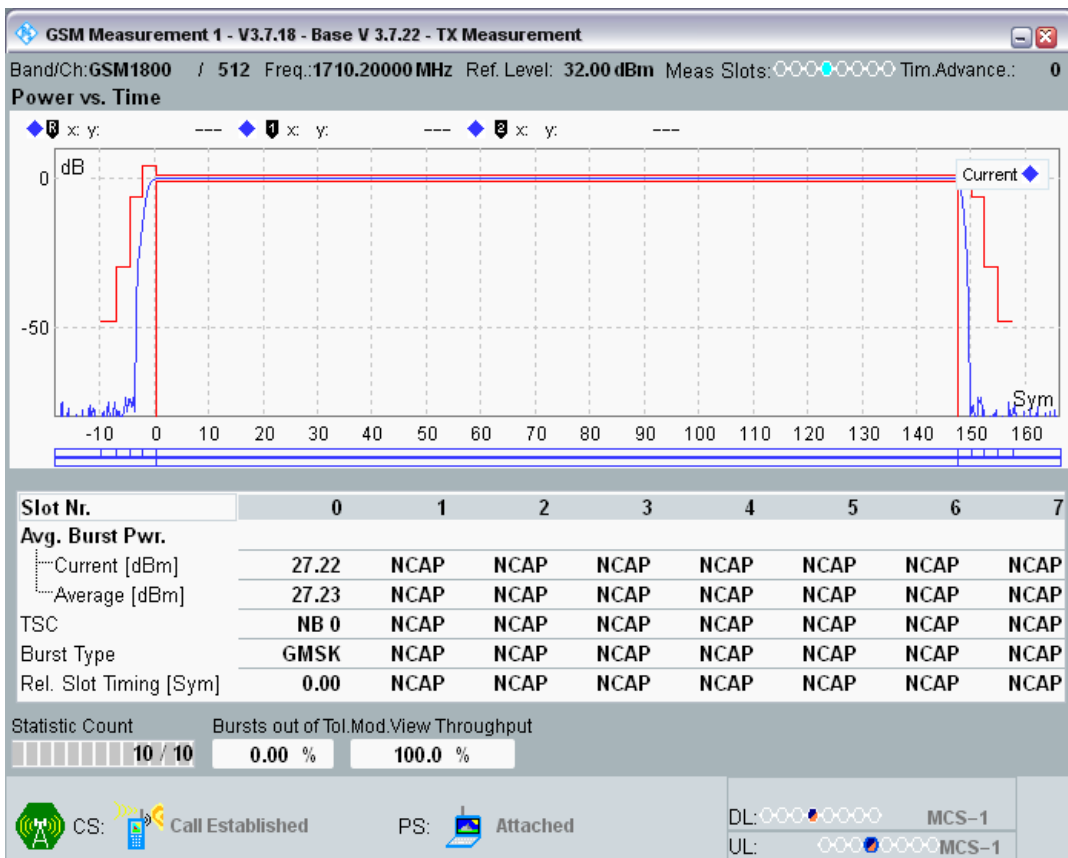 GSM Measurement 1 - V3.7.18 - Base V 3.7.22 - TX Measurement
Band/Ch:GSM1800 / 512 Freq.:1710.20000 MHz Ref. Level: 32.00 dBm Meas Slots: Tim.Advance.: 0
Power vs. Time
R x: y: --- 1 x: y: --- 2 x: y: ---
dB
0
Current
-50
Sym
-10 0 10 20 30 40 50 60 70 80 90 100 110 120 130 140 150 160
Slot Nr. 0 1 2 3 4 5 6 7
Avg. Burst Pwr.
Current [dBm] 27.22 NCAP NCAP NCAP NCAP NCAP NCAP NCAP
Average [dBm] 27.23 NCAP NCAP NCAP NCAP NCAP NCAP NCAP
TSC NB 0 NCAP NCAP NCAP NCAP NCAP NCAP NCAP
Burst Type GMSK NCAP NCAP NCAP NCAP NCAP NCAP NCAP
Rel. Slot Timing [Sym] 0.00 NCAP NCAP NCAP NCAP NCAP NCAP NCAP
Statistic Count Bursts out of Tol.Mod.View Throughput
10 / 10 0.00 % 100.0 %
CS: Call Established PS: Attached
DL: MCS-1
UL: MCS-1